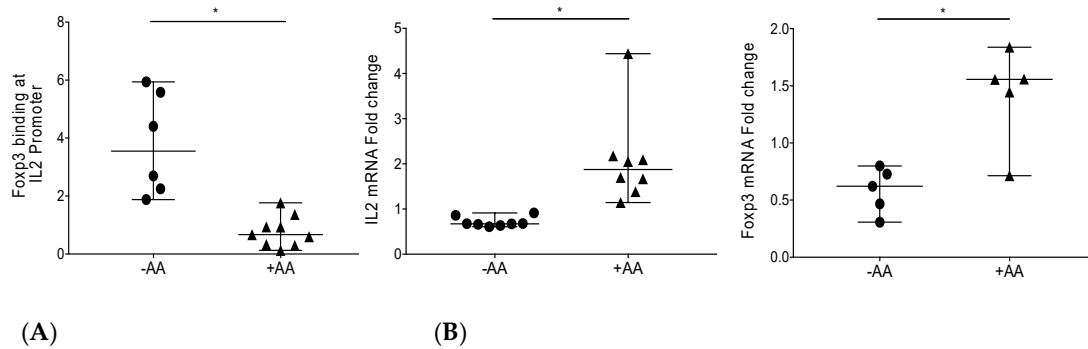 *
8
6
4
2
0
Foxp3 binding at
IL2 Promoter
-AA
+AA
*
5
4
3
2
1
0
IL2 mRNA Fold change
-AA
+AA
*
2.0
1.5
1.0
0.5
0.0
Foxp3 mRNA Fold change
-AA
+AA
(A)
(B)